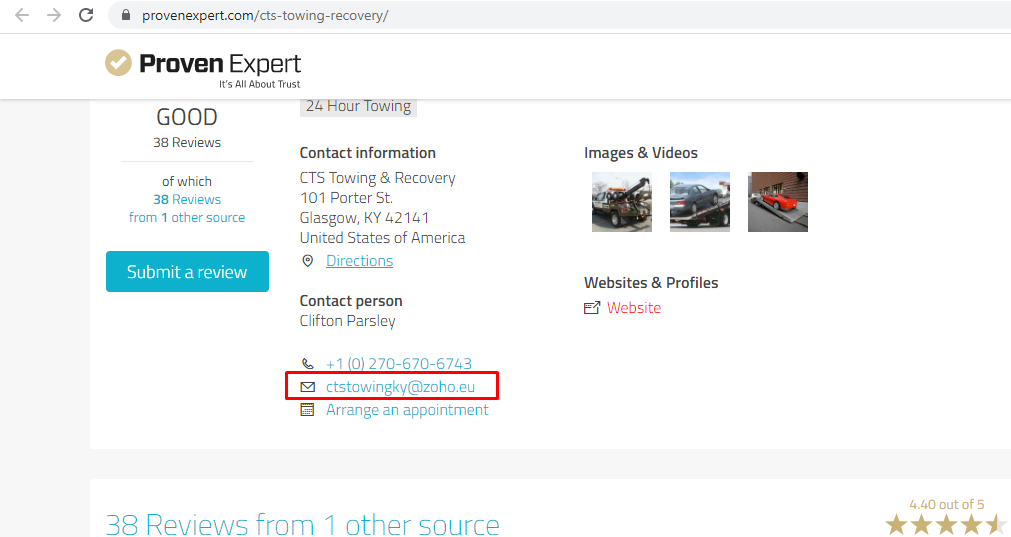 provenexpert.com/cts-towing-recovery/
Proven Expert
It's All About Trust
24 Hour Towing
GOOD
38 Reviews
of which
38 Reviews
from 1 other source
Submit a review
Contact information
CTS Towing & Recovery
101 Porter St.
Glasgow, KY 42141
United States of America
Directions
Contact person
Clifton Parsley
+1 (0) 270-670-6743
ctstowingky@zoho.eu
Arrange an appointment
Images & Videos
Websites & Profiles
Website
38 Reviews from 1 other source
4.40 out of 5